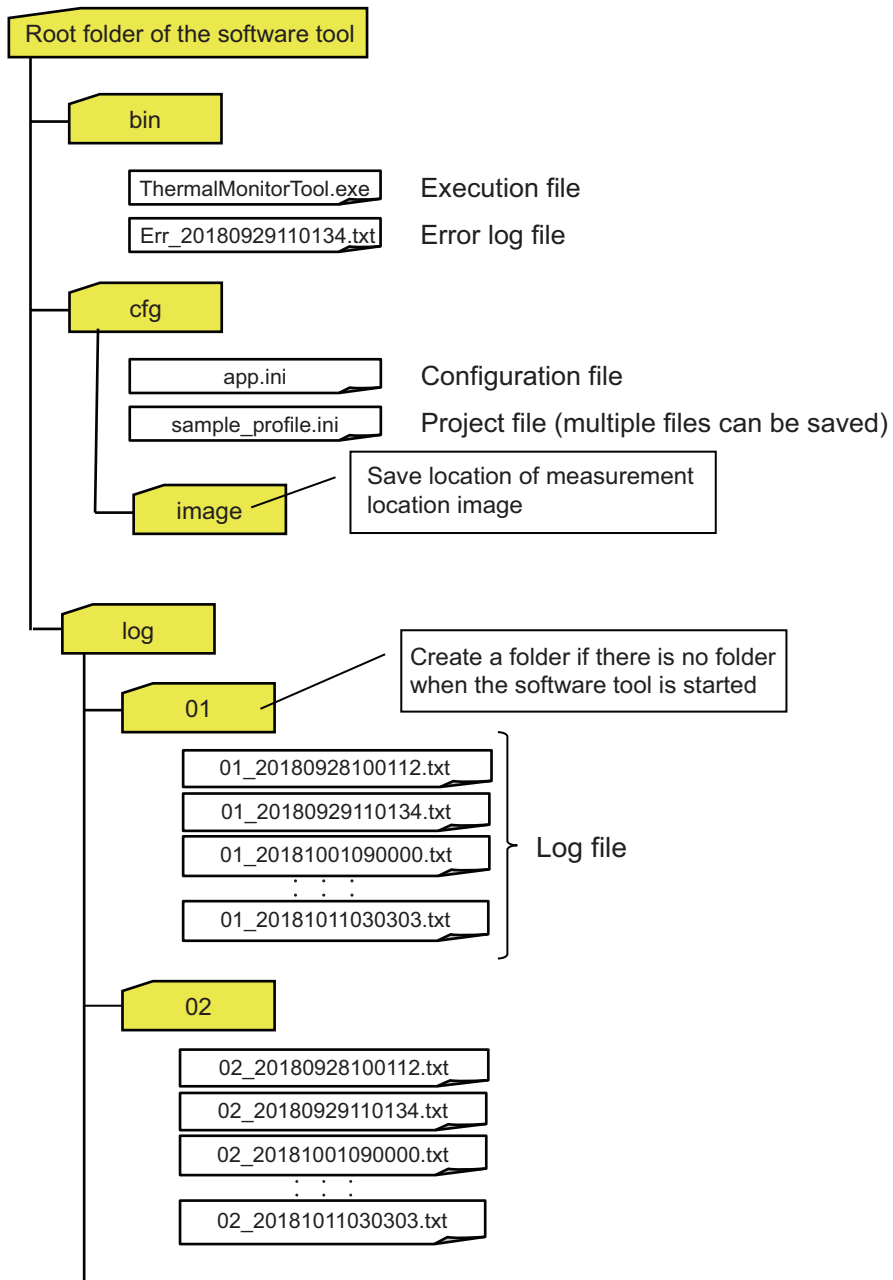 Root folder of the software tool
bin
ThermalMonitorTool.exe
Execution file
Err_20180929110134.txt
Error log file
cfg
app.ini
Configuration file
sample_profile.ini
Project file (multiple files can be saved)
Save location of measurement
location image
image
log
Create a folder if there is no folder
when the software tool is started
01
01_20180928100112.txt
01_20180929110134.txt
01_20181001090000.txt
Log file
01_20181011030303.txt
02
02_20180928100112.txt
02_20180929110134.txt
02_20181001090000.txt
02_20181011030303.txt